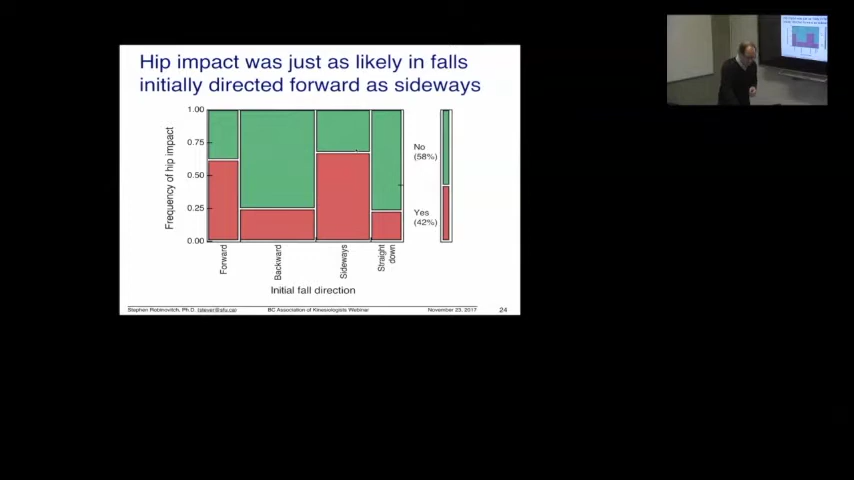 Hip impact was just as likely in falls
initially directed forward as sideways
Frequency of hip impact
1.00
0.75
0.50
0.25
0.00
No
(58%)
Yes
(42%)
Forward
Backward
Sideways
Straight
down
Initial fall direction
Stephen Robinovitch, Ph.D. (stever@sfu.ca)
BC Association of Kinesiologists Webinar
November 23, 2017
24